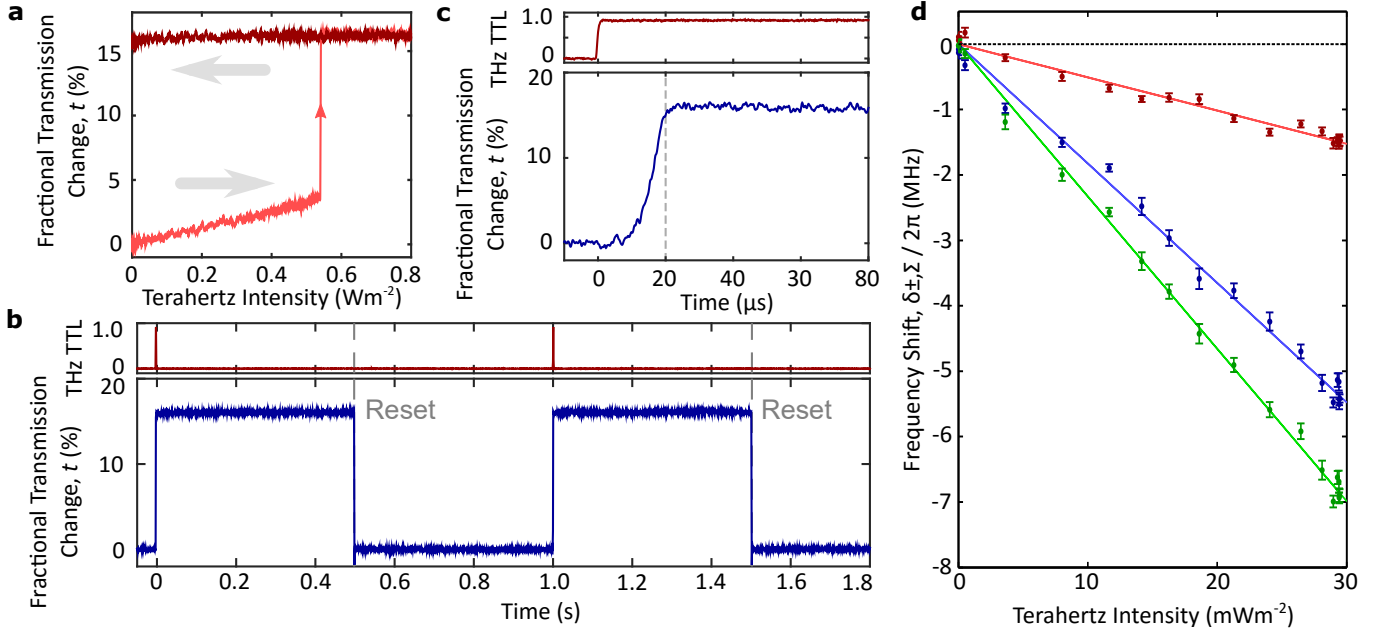 a
Fractional Transmission
Change, t (%)
15
10
5
0
0
0.2
0.4
0.6
0.8
Terahertz Intensity (Wm-2)
b
THz TTL
1.0
0
Fractional Transmission
Change, t (%)
20
10
0
Reset
Reset
0
0.2
0.4
0.6
0.8
1.0
1.2
1.4
1.6
1.8
Time (s)
c
THz TTL
1.0
0
Fractional Transmission
Change, t (%)
20
10
0
0
20
40
30
80
Time (μs)
d
Frequency Shift, δ±,Σ / 2π (MHz)
0
-1
-2
-3
-4
-5
-6
-7
-8
0
10
20
30
Terahertz Intensity (mWm-2)